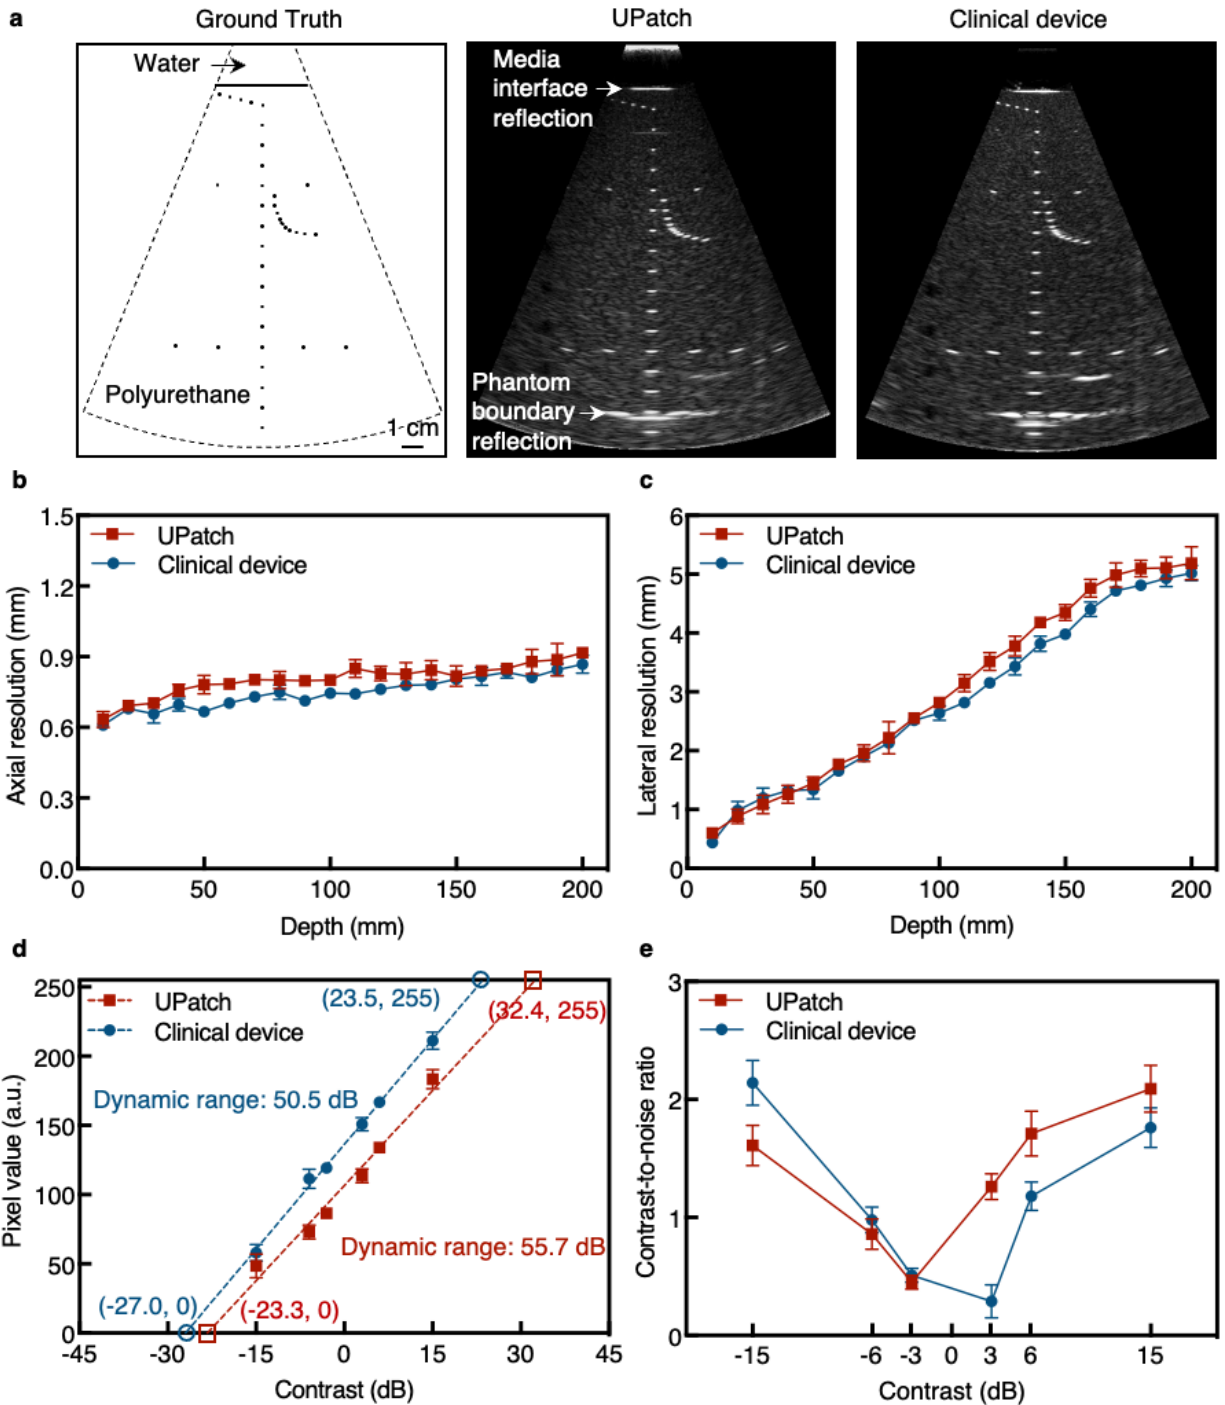 a
Ground Truth
UPatch
Clinical device
Water
Polyurethane
1 cm
Media
interface
reflection
Phantom
boundary
reflection
b
1.5
1.2
0.9
0.6
0.3
0.0
Axial resolution (mm)
UPatch
Clinical device
0 50 100 150 200
Depth (mm)
c
6
5
4
3
2
1
0
Lateral resolution (mm)
UPatch
Clinical device
0 50 100 150 200
Depth (mm)
d
250
200
150
100
50
0
Pixel value (a.u.)
UPatch
Clinical device
(23.5, 255)
(32.4, 255)
Dynamic range: 50.5 dB
Dynamic range: 55.7 dB
(-27.0, 0)
(-23.3, 0)
-45 -30 -15 0 15 30 45
Contrast (dB)
e
3
2
1
0
Contrast-to-noise ratio
UPatch
Clinical device
-15 -6 -3 0 3 6 15
Contrast (dB)